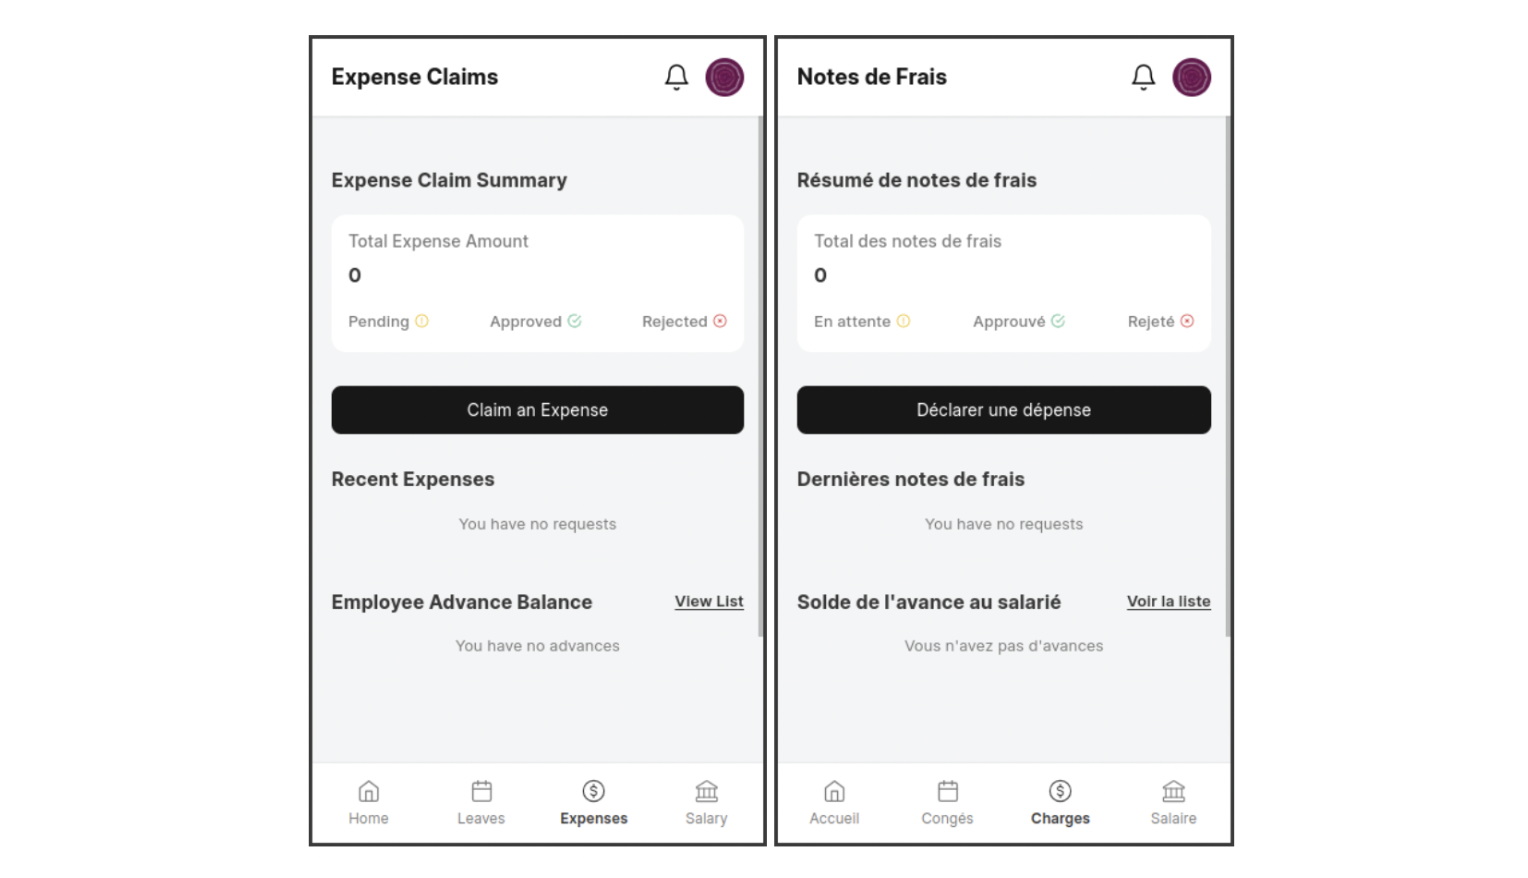 Expense Claims
Expense Claim Summary
Total Expense Amount
0
Pending Approved Rejected
Claim an Expense
Recent Expenses
You have no requests
Employee Advance Balance View List
You have no advances
Home Leaves Expenses Salary
Notes de Frais
Résumé de notes de frais
Total des notes de frais
0
En attente Approuvé Rejeté
Déclarer une dépense
Dernières notes de frais
You have no requests
Solde de l'avance au salarié Voir la liste
Vous n'avez pas d'avances
Accueil Congés Charges Salaire